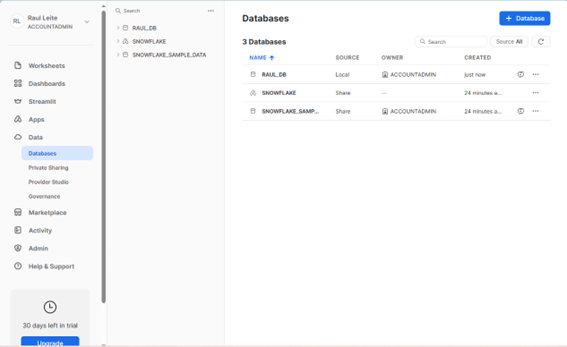 RL
Raul Leite
ACCOUNTADMIN
Worksheets
Dashboards
Streamlit
Apps
Data
Databases
Private Sharing
Provider Studio
Governance
Marketplace
Activity
Admin
Help & Support
30 days left in trial
Upgrade
Search
RAUL_DB
SNOWFLAKE
SNOWFLAKE_SAMPLE_DATA
Databases
+ Database
3 Databases
Search
Source All
NAME ↑ SOURCE OWNER CREATED
RAUL_DB Local ACCOUNTADMIN just now
SNOWFLAKE Share — 24 minutes a...
SNOWFLAKE_SAMP... Share ACCOUNTADMIN 24 minutes a...